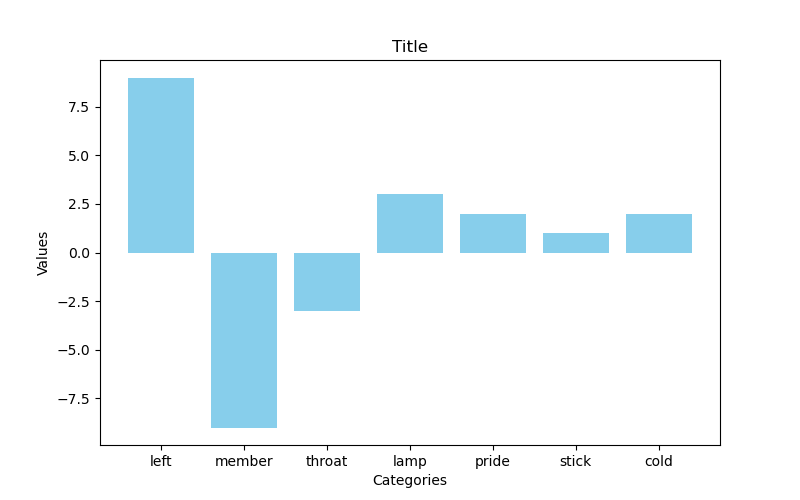 Title
Values
7.5
5.0
2.5
0.0
−2.5
−5.0
−7.5
left member throat lamp pride stick cold
Categories